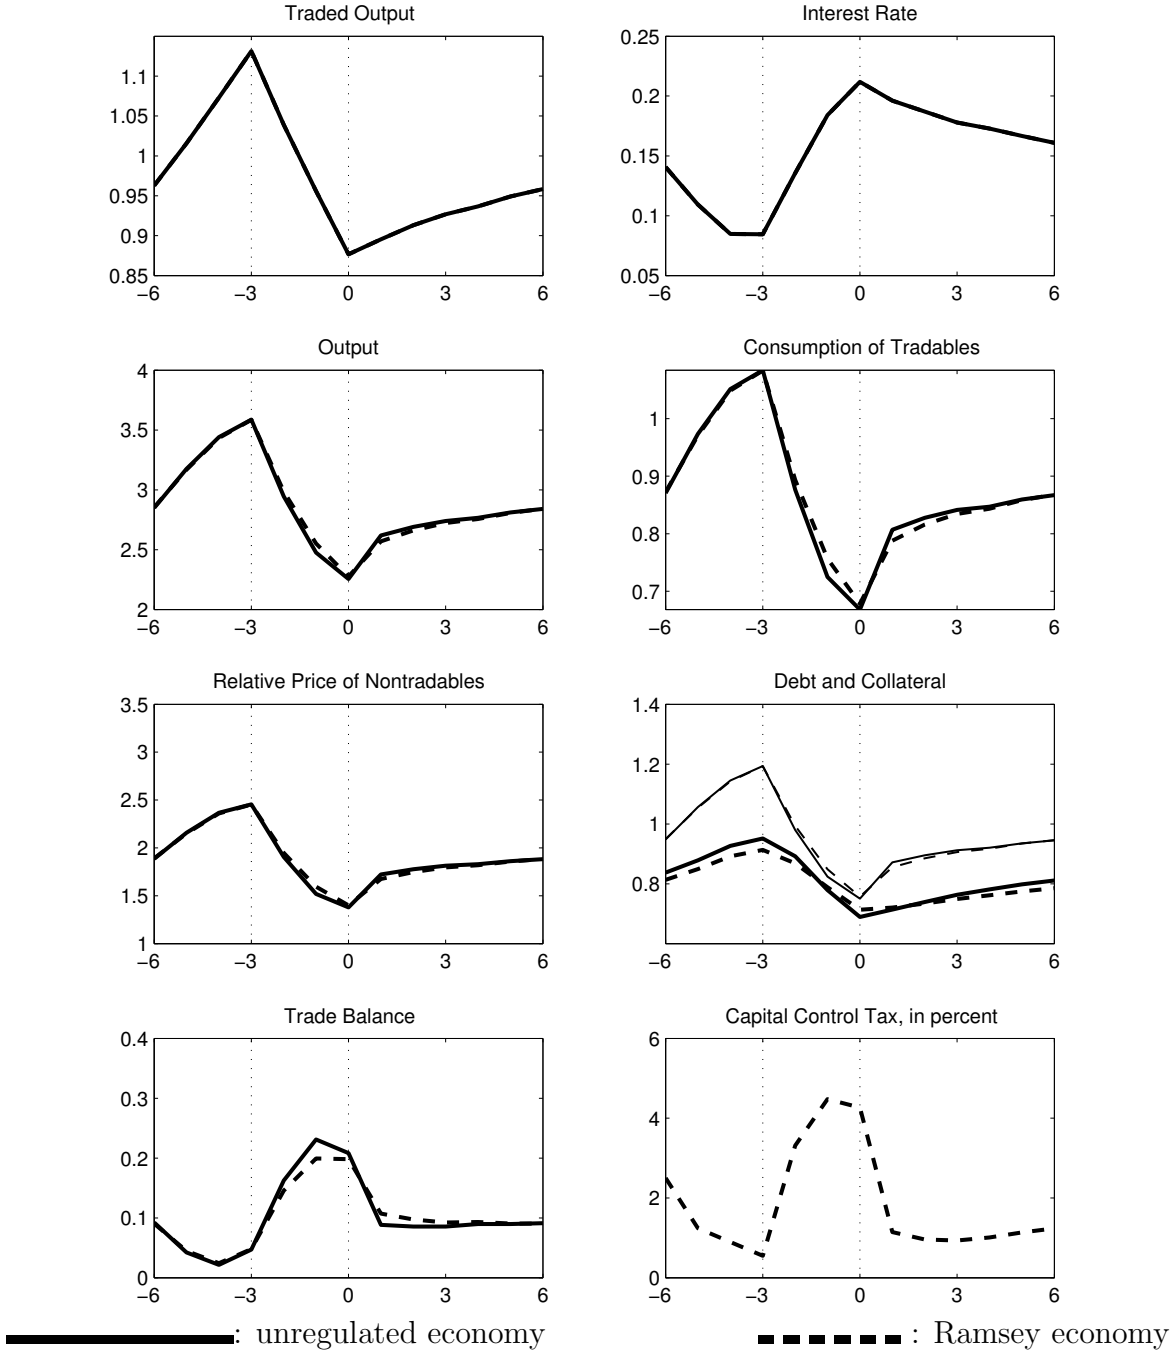 Traded Output
1.1
1.05
1
0.95
0.9
0.85
−6 −3 0 3 6
Interest Rate
0.25
0.2
0.15
0.1
0.05
−6 −3 0 3 6
Output
4
3.5
3
2.5
2
−6 −3 0 3 6
Consumption of Tradables
1
0.9
0.8
0.7
−6 −3 0 3 6
Relative Price of Nontradables
3.5
3
2.5
2
1.5
1
−6 −3 0 3 6
Debt and Collateral
1.4
1.2
1
0.8
−6 −3 0 3 6
Trade Balance
0.4
0.3
0.2
0.1
0
−6 −3 0 3 6
Capital Control Tax, in percent
6
4
2
0
−6 −3 0 3 6
: unregulated economy
: Ramsey economy